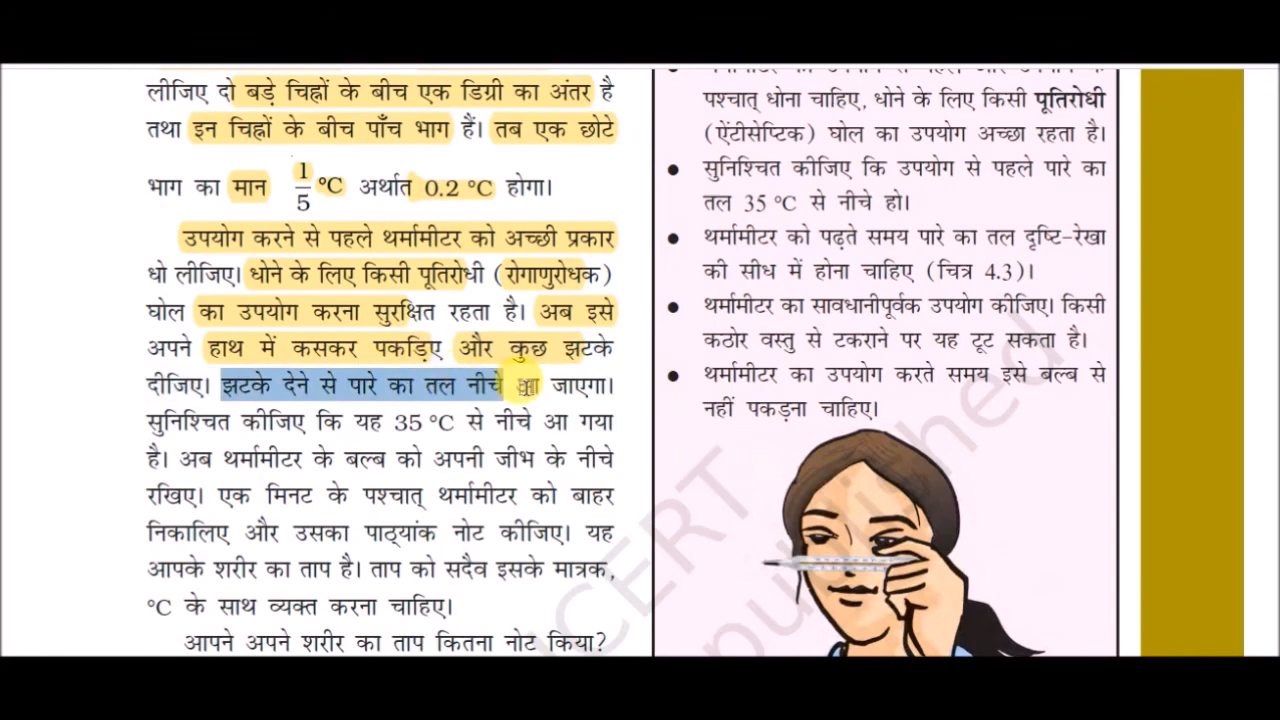 लीजिए दो बड़े चिह्नों के बीच एक डिग्री का अंतर है
तथा इन चिह्नों के बीच पाँच भाग हैं। तब एक छोटे
भाग का मान 1/5 °C अर्थात 0.2 °C होगा।
उपयोग करने से पहले थर्मामीटर को अच्छी प्रकार
धो लीजिए। धोने के लिए किसी पूतिरोधी (रोगाणुरोधक)
घोल का उपयोग करना सुरक्षित रहता है। अब इसे
अपने हाथ में कसकर पकड़िए और कुछ झटके
दीजिए। झटके देने से पारे का तल नीचे आ जाएगा।
सुनिश्चित कीजिए कि यह 35 °C से नीचे आ गया
है। अब थर्मामीटर के बल्ब को अपनी जीभ के नीचे
रखिए। एक मिनट के पश्चात् थर्मामीटर को बाहर
निकालिए और उसका पाठ्यांक नोट कीजिए। यह
आपके शरीर का ताप है। ताप को सदैव इसके मात्रक,
°C के साथ व्यक्त करना चाहिए।
आपने अपने शरीर का ताप कितना नोट किया?
पश्चात् धोना चाहिए, धोने के लिए किसी पूतिरोधी
(ऐंटीसेप्टिक) घोल का उपयोग अच्छा रहता है।
• सुनिश्चित कीजिए कि उपयोग से पहले पारे का
तल 35 °C से नीचे हो।
• थर्मामीटर को पढ़ते समय पारे का तल दृष्टि-रेखा
की सीध में होना चाहिए (चित्र 4.3)।
• थर्मामीटर का सावधानीपूर्वक उपयोग कीजिए। किसी
कठोर वस्तु से टकराने पर यह टूट सकता है।
• थर्मामीटर का उपयोग करते समय इसे बल्ब से
नहीं पकड़ना चाहिए।
NCERT
published